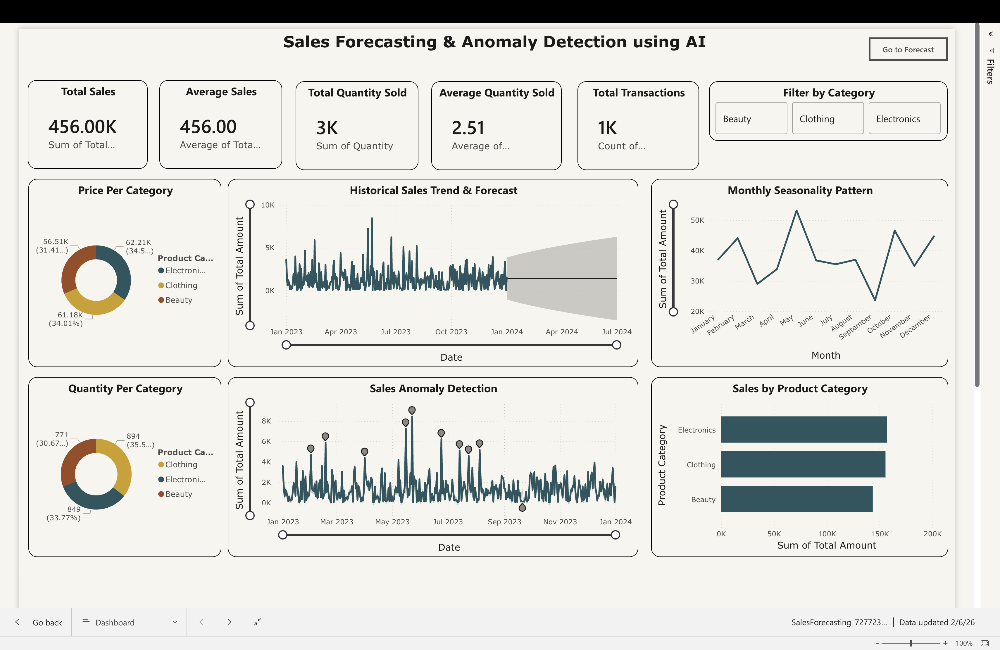 Sales Forecasting & Anomaly Detection using AI
Go to Forecast
Filters
Total Sales
456.00K
Sum of Total...
Average Sales
456.00
Average of Tota...
Total Quantity Sold
3K
Sum of Quantity
Average Quantity Sold
2.51
Average of...
Total Transactions
1K
Count of...
Filter by Category
Beauty
Clothing
Electronics
Price Per Category
56.51K
(31.41...)
62.21K
(34.5...)
61.18K
(34.01%)
Product Ca...
Electroni...
Clothing
Beauty
Historical Sales Trend & Forecast
Sum of Total Amount
10K
5K
0K
Jan 2023
Apr 2023
Jul 2023
Oct 2023
Jan 2024
Apr 2024
Jul 2024
Date
Monthly Seasonality Pattern
Sum of Total Amount
50K
40K
30K
20K
January
February
March
April
May
June
July
August
September
October
November
December
Month
Quantity Per Category
771
(30.67...)
894
(35.5...)
849
(33.77%)
Product Ca...
Clothing
Electroni...
Beauty
Sales Anomaly Detection
Sum of Total Amount
8K
6K
4K
2K
0K
Jan 2023
Mar 2023
May 2023
Jul 2023
Sep 2023
Nov 2023
Jan 2024
Date
Sales by Product Category
Product Category
Electronics
Clothing
Beauty
0K
50K
100K
150K
200K
Sum of Total Amount
Go back
Dashboard
SalesForecasting_727723... | Data updated 2/6/26
- + 100%